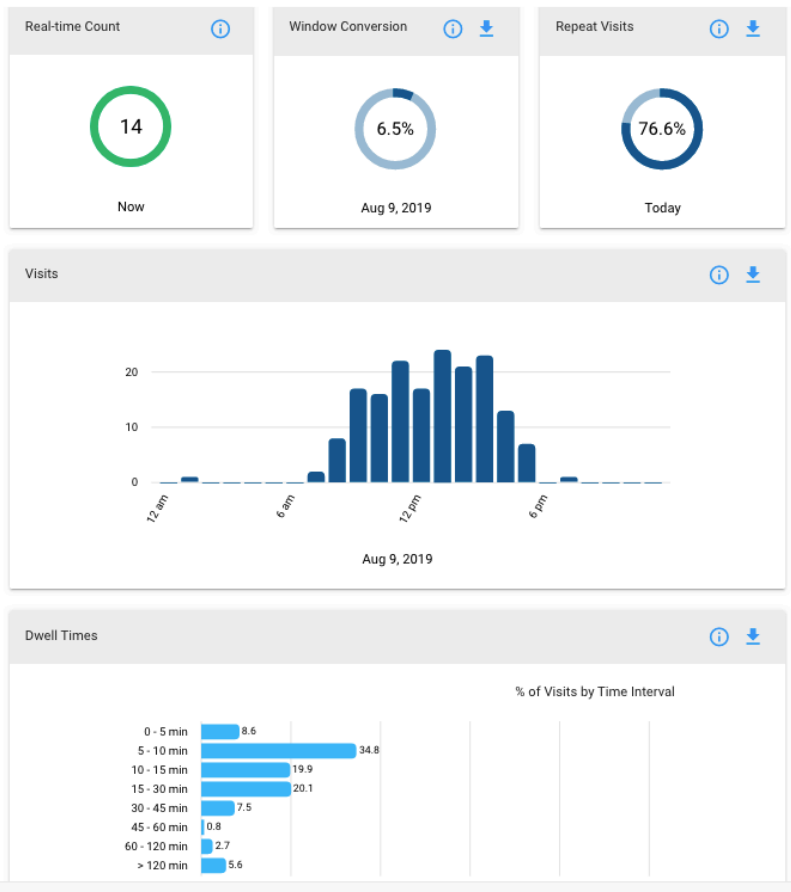 Real-time Count
14
Now
Window Conversion
6.5%
Aug 9, 2019
Repeat Visits
76.6%
Today
Visits
20
10
0
12 am
6 am
12 pm
6 pm
Aug 9, 2019
Dwell Times
% of Visits by Time Interval
0 - 5 min 8.6
5 - 10 min 34.8
10 - 15 min 19.9
15 - 30 min 20.1
30 - 45 min 7.5
45 - 60 min 0.8
60 - 120 min 2.7
> 120 min 5.6